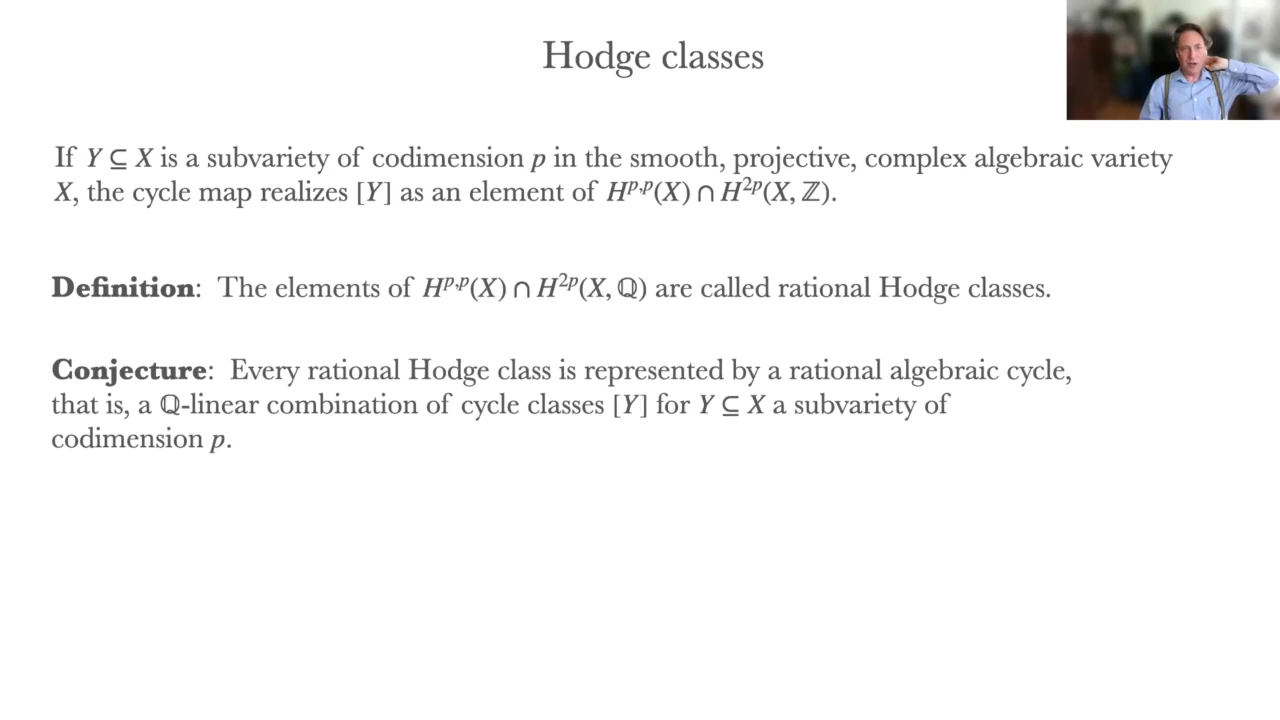 Hodge classes
If Y ⊆ X is a subvariety of codimension p in the smooth, projective, complex algebraic variety
X, the cycle map realizes [Y] as an element of H^{p,p}(X) ∩ H^{2p}(X, ℤ).
Definition: The elements of H^{p,p}(X) ∩ H^{2p}(X, ℚ) are called rational Hodge classes.
Conjecture: Every rational Hodge class is represented by a rational algebraic cycle,
that is, a ℚ-linear combination of cycle classes [Y] for Y ⊆ X a subvariety of
codimension p.